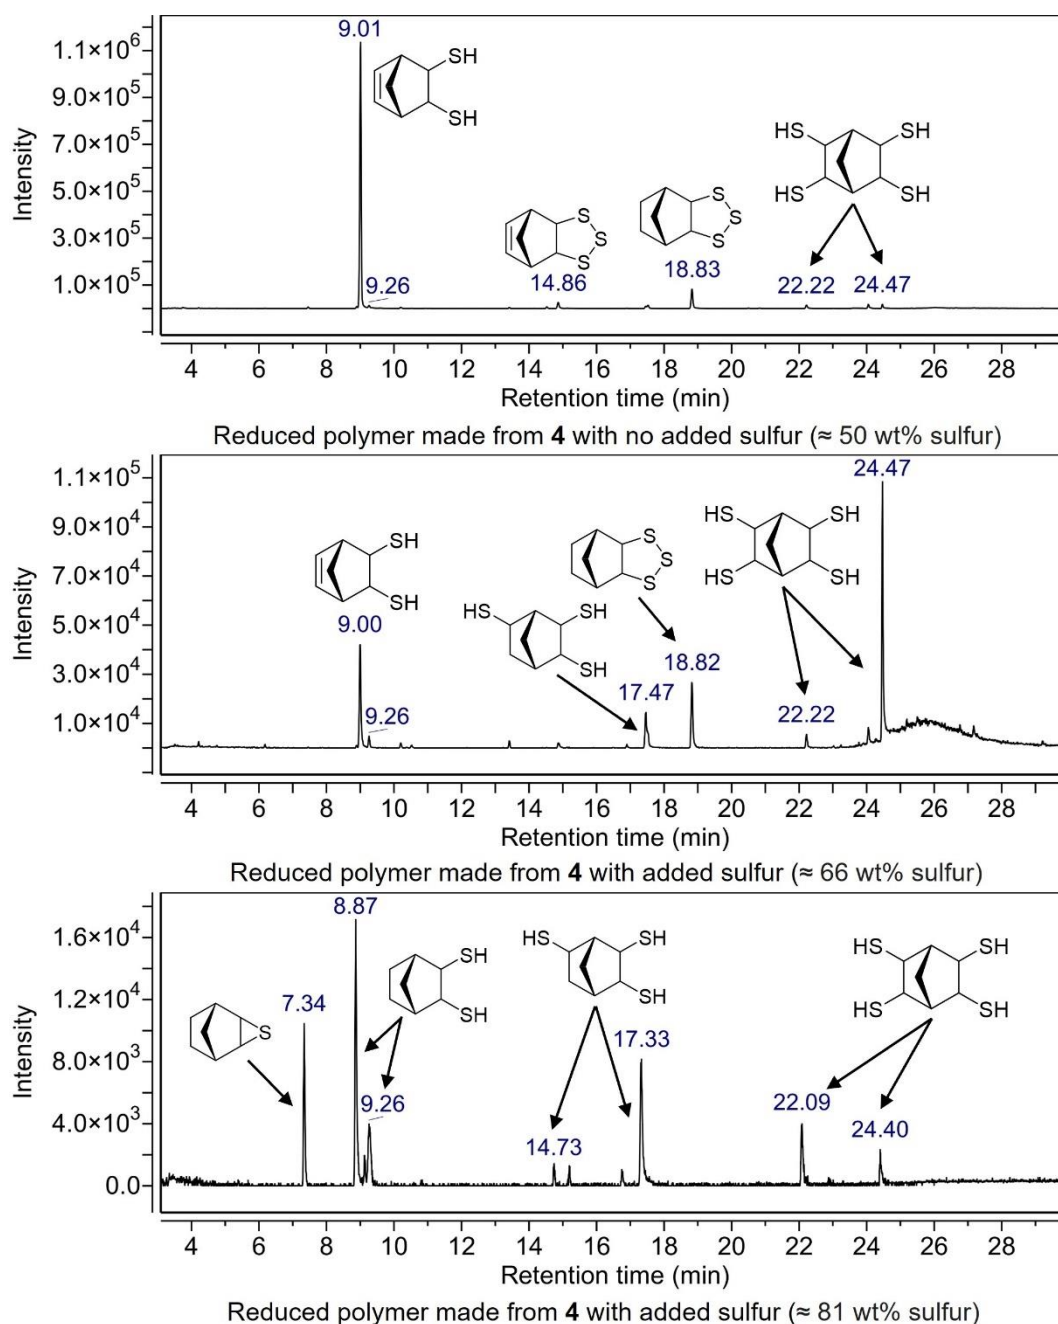 9.01
1.1×10⁶
SH
9.0×10⁵
SH
7.0×10⁵
HS SH
5.0×10⁵
HS SH
S S S
3.0×10⁵
S S S
18.83
1.0×10⁵
9.26 14.86 22.22 24.47
Intensity
4 6 8 10 12 14 16 18 20 22 24 26 28
Retention time (min)
Reduced polymer made from 4 with no added sulfur (≈ 50 wt% sulfur)
24.47
1.1×10⁵
9.0×10⁴
HS SH
SH
S S S
7.0×10⁴
HS SH
SH
HS SH
SH
5.0×10⁴
9.00
18.82
3.0×10⁴
17.47
9.26
22.22
1.0×10⁴
Intensity
4 6 8 10 12 14 16 18 20 22 24 26 28
Retention time (min)
Reduced polymer made from 4 with added sulfur (≈ 66 wt% sulfur)
8.87
1.6×10⁴
SH
SH
HS SH
SH
HS SH
HS SH
1.2×10⁴
7.34
S
17.33
8.0×10³
9.26
22.09
4.0×10³
14.73
24.40
0.0
Intensity
4 6 8 10 12 14 16 18 20 22 24 26 28
Retention time (min)
Reduced polymer made from 4 with added sulfur (≈ 81 wt% sulfur)